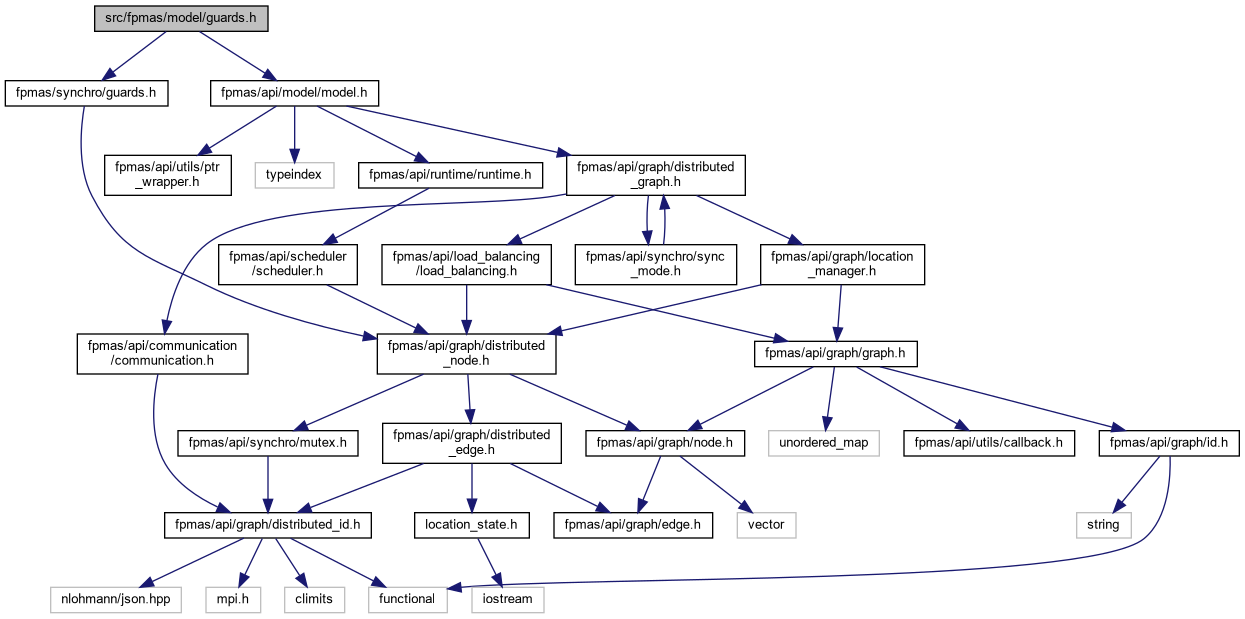 src/fpmas/model/guards.h
fpmas/synchro/guards.h
fpmas/api/model/model.h
fpmas/api/utils/ptr
_wrapper.h
typeindex
fpmas/api/runtime/runtime.h
fpmas/api/graph/distributed
_graph.h
fpmas/api/scheduler
/scheduler.h
fpmas/api/load_balancing
/load_balancing.h
fpmas/api/synchro/sync
_mode.h
fpmas/api/graph/location
_manager.h
fpmas/api/communication
/communication.h
fpmas/api/graph/distributed
_node.h
fpmas/api/graph/graph.h
fpmas/api/synchro/mutex.h
fpmas/api/graph/distributed
_edge.h
fpmas/api/graph/node.h
unordered_map
fpmas/api/utils/callback.h
fpmas/api/graph/id.h
fpmas/api/graph/distributed_id.h
location_state.h
fpmas/api/graph/edge.h
vector
string
nlohmann/json.hpp
mpi.h
climits
functional
iostream